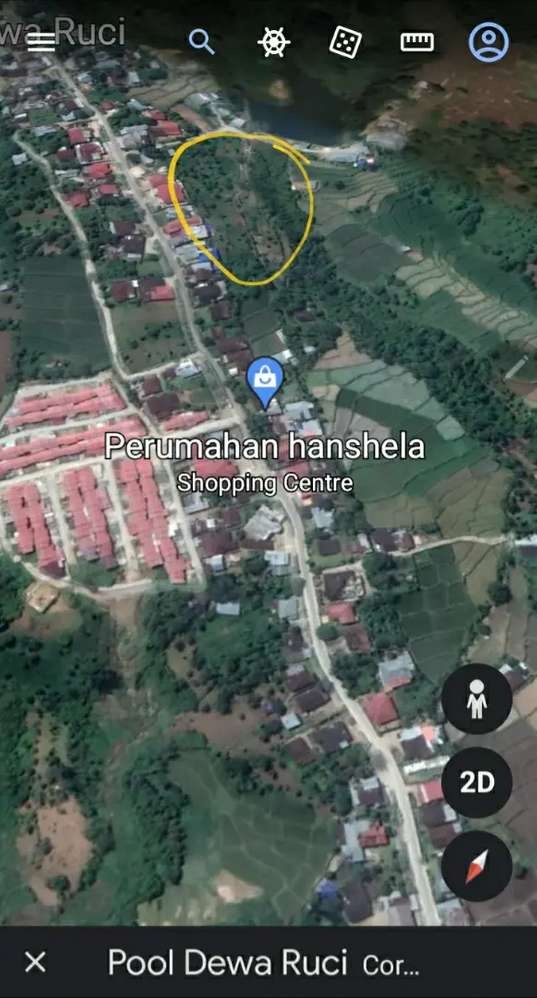 wa Ruci
Perumahan hanshela
Shopping Centre
2D
Pool Dewa Ruci Cor...